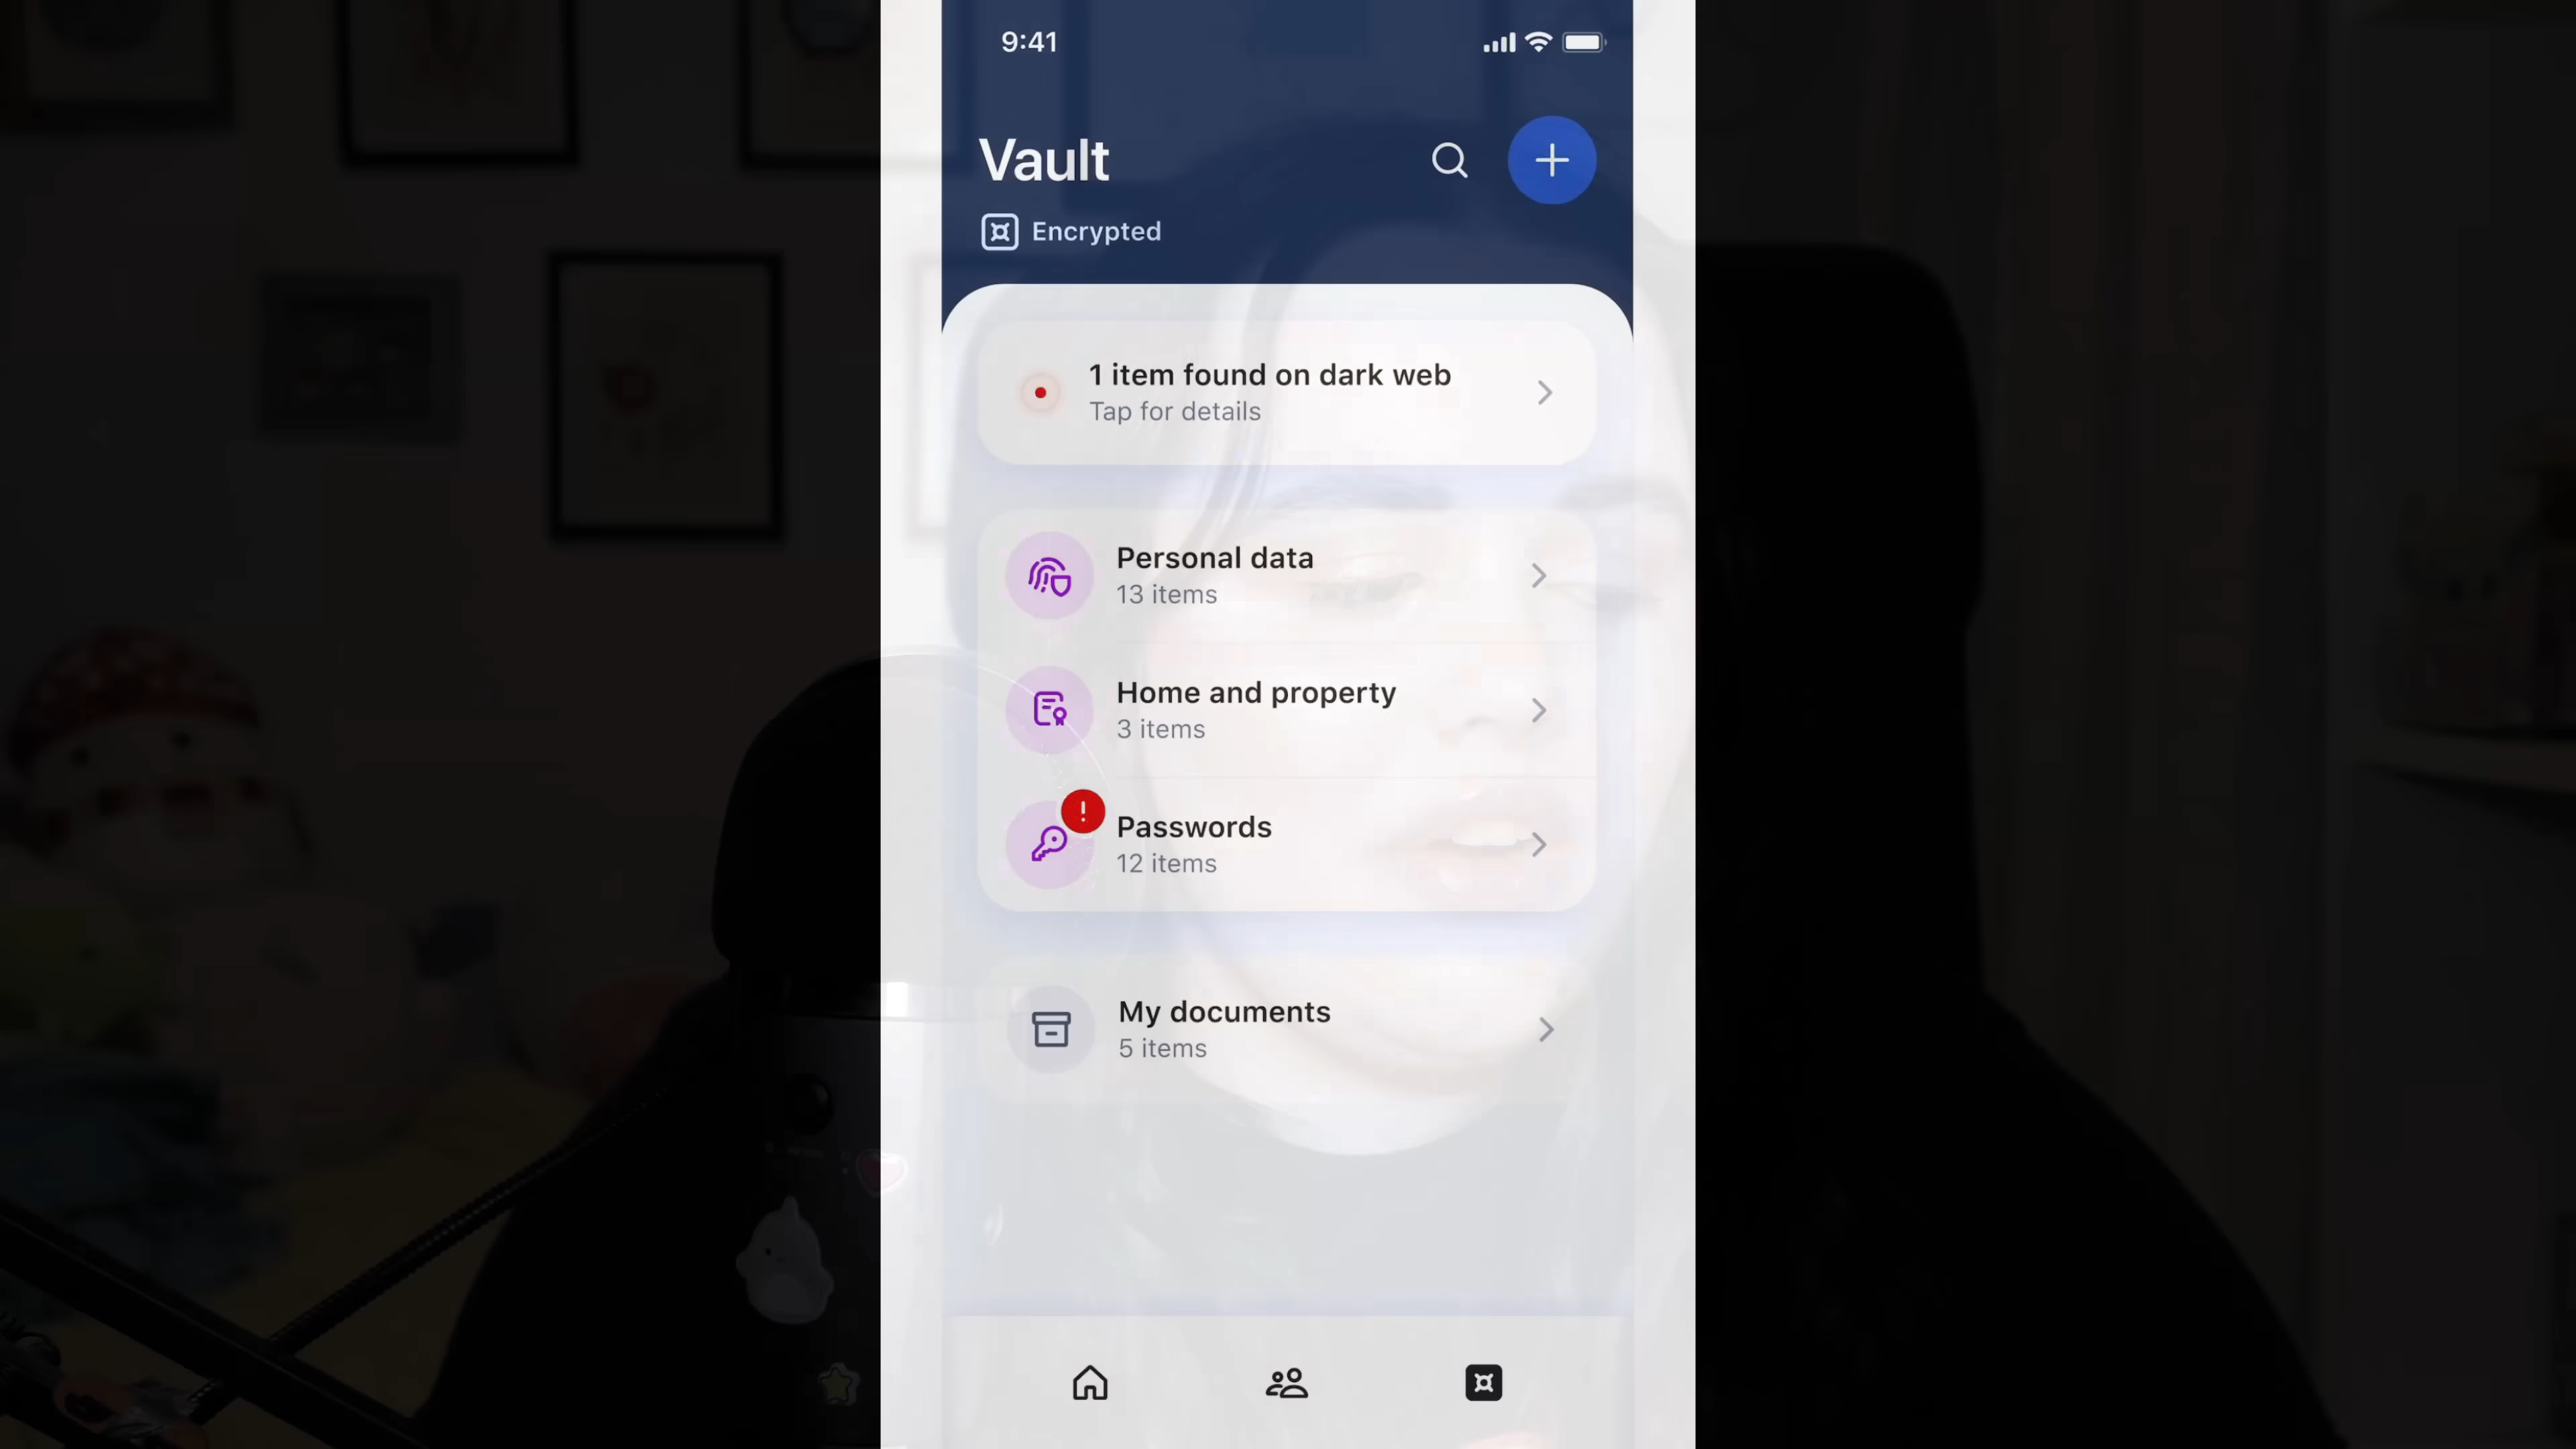 9:41
Vault
Encrypted
1 item found on dark web
Tap for details
Personal data
13 items
Home and property
3 items
Passwords
12 items
My documents
5 items